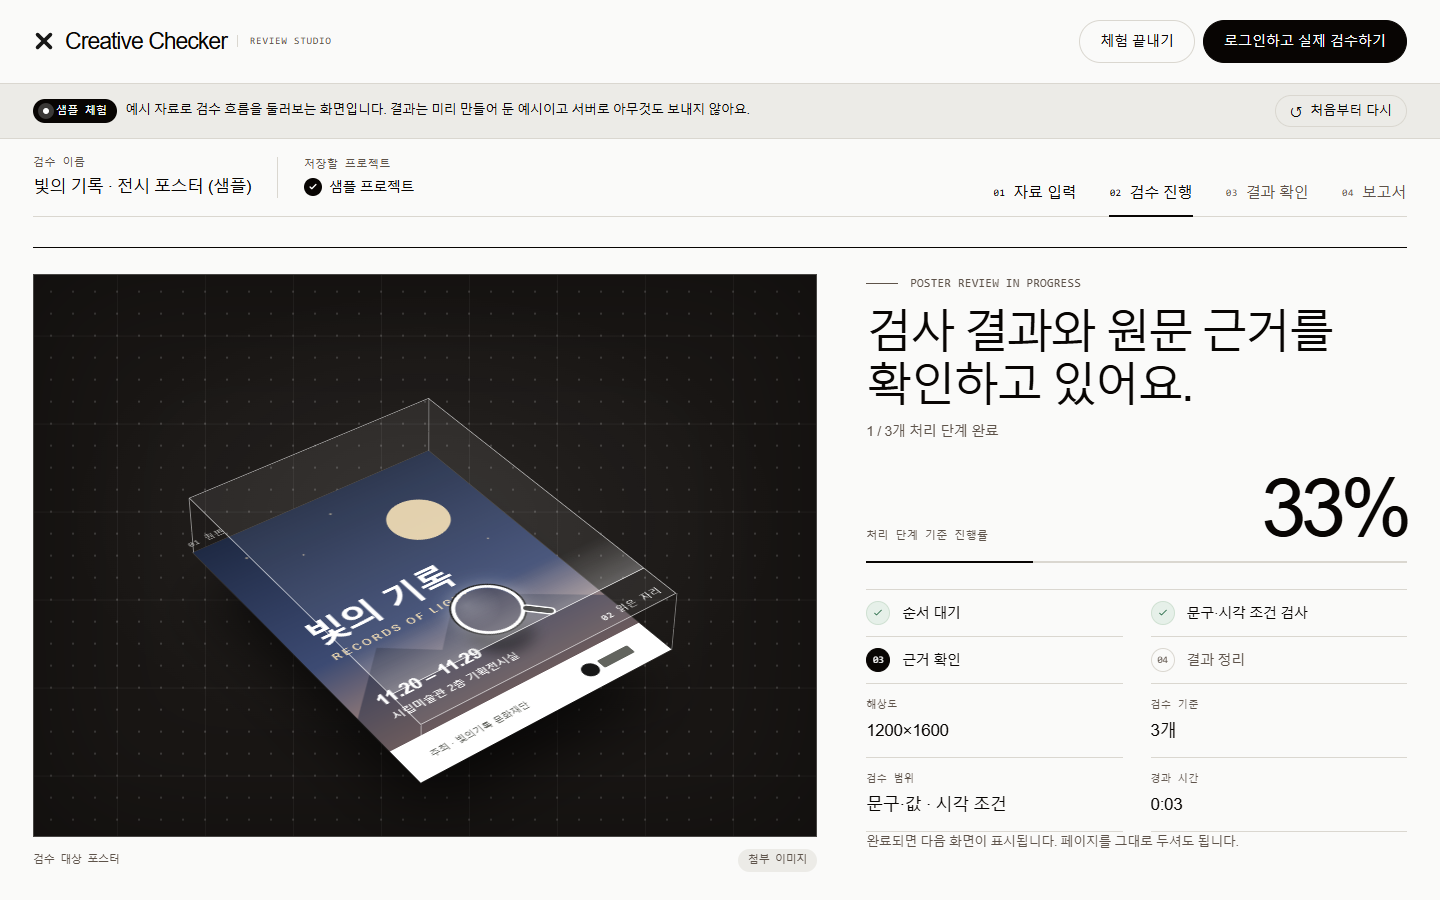 Creative Checker
REVIEW STUDIO
체험 끝내기
로그인하고 실제 검수하기
샘플 체험
예시 자료로 검수 흐름을 둘러보는 화면입니다. 결과는 미리 만들어 둔 예시이고 서버로 아무것도 보내지 않아요.
처음부터 다시
검수 이름
빛의 기록 · 전시 포스터 (샘플)
저장할 프로젝트
샘플 프로젝트
01 자료 입력
02 검수 진행
03 결과 확인
04 보고서
01 원본
빛의 기록
RECORDS OF LIG
11.20 – 11.29
시립미술관 2층 기획전시실
02 읽은 자리
주최 · 빛의기록 문화재단
검수 대상 포스터
첨부 이미지
POSTER REVIEW IN PROGRESS
검사 결과와 원문 근거를
확인하고 있어요.
1 / 3개 처리 단계 완료
처리 단계 기준 진행률
33%
순서 대기
문구·시각 조건 검사
03 근거 확인
04 결과 정리
해상도
1200×1600
검수 기준
3개
검수 범위
문구·값 · 시각 조건
경과 시간
0:03
완료되면 다음 화면이 표시됩니다. 페이지를 그대로 두셔도 됩니다.